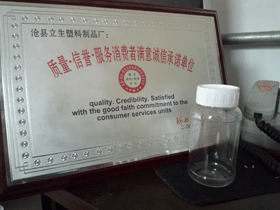 沧县立生塑料制品厂：
质量·信誉·服务消费者满意诚信承诺单位
quality. Credibility. Satisfied
with the good faith commitment to the
consumer services units